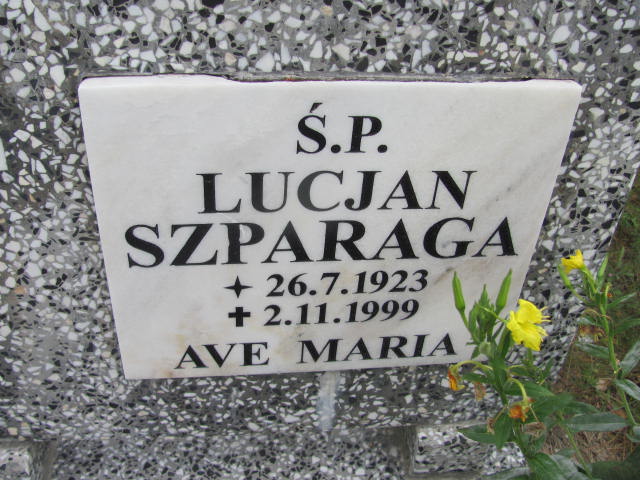 Ś.P.
LUCJAN
SZPARAGA
✦ 26.7.1923
✝ 2.11.1999
AVE MARIA